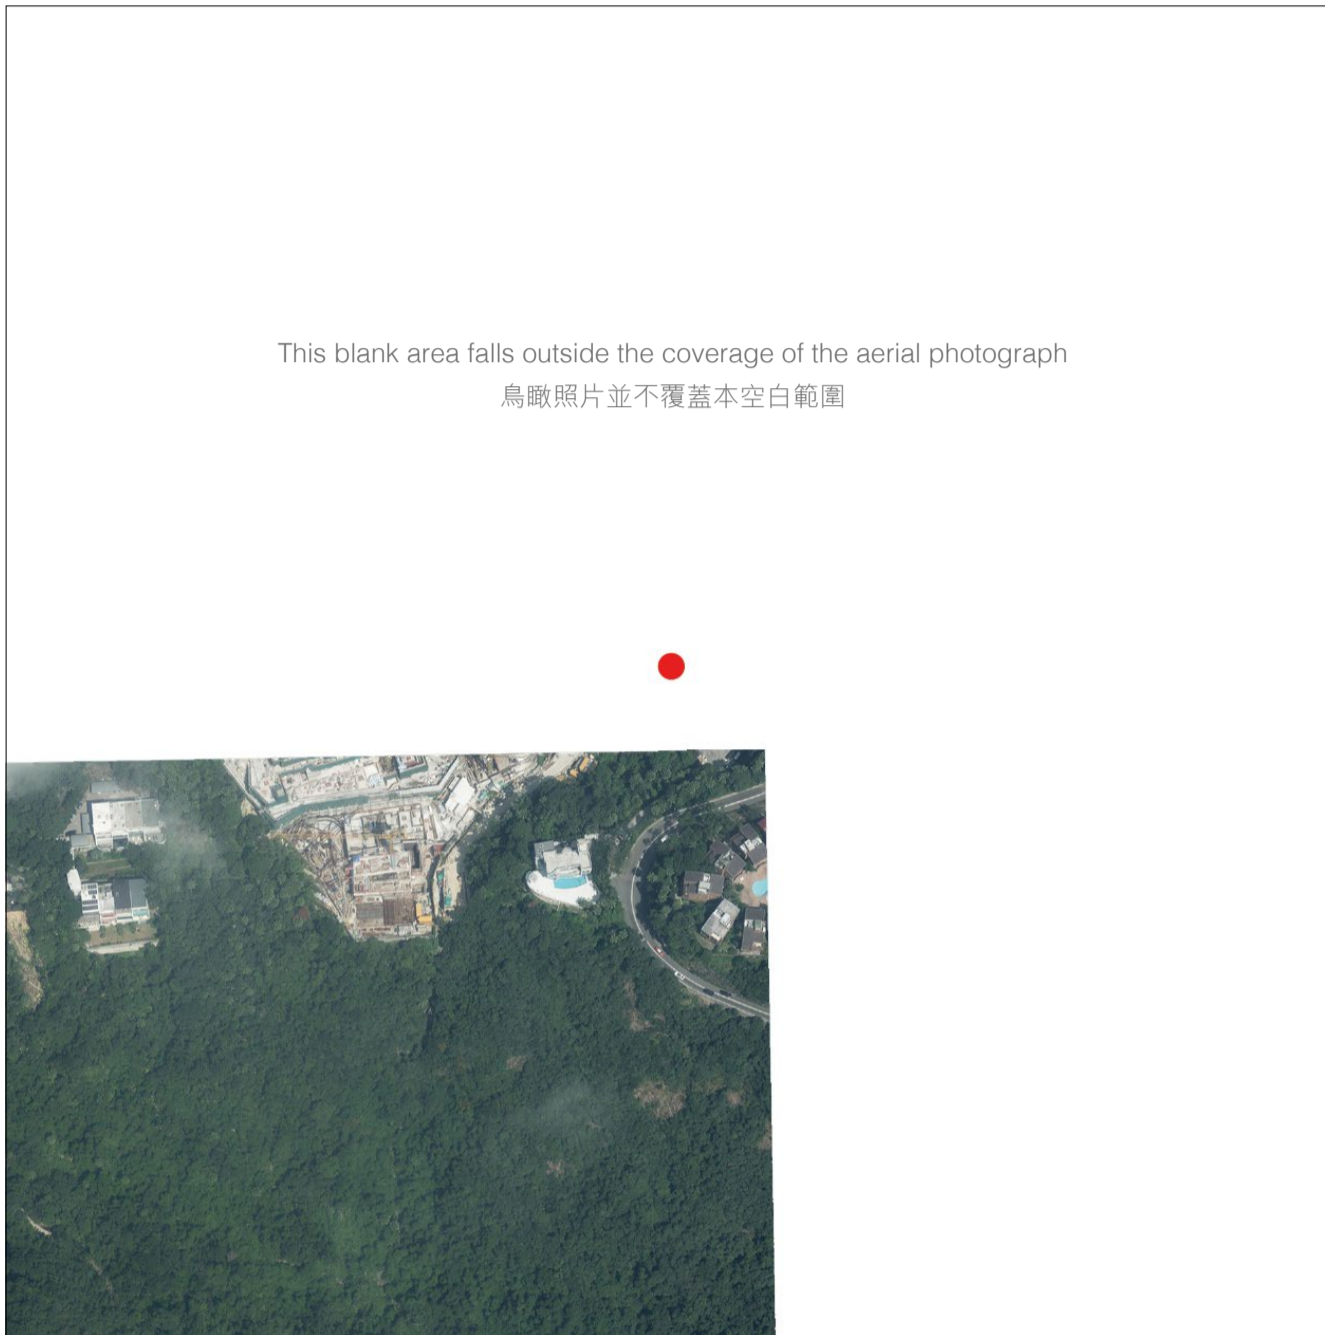 This blank area falls outside the coverage of the aerial photograph
鳥瞰照片並不覆蓋本空白範圍